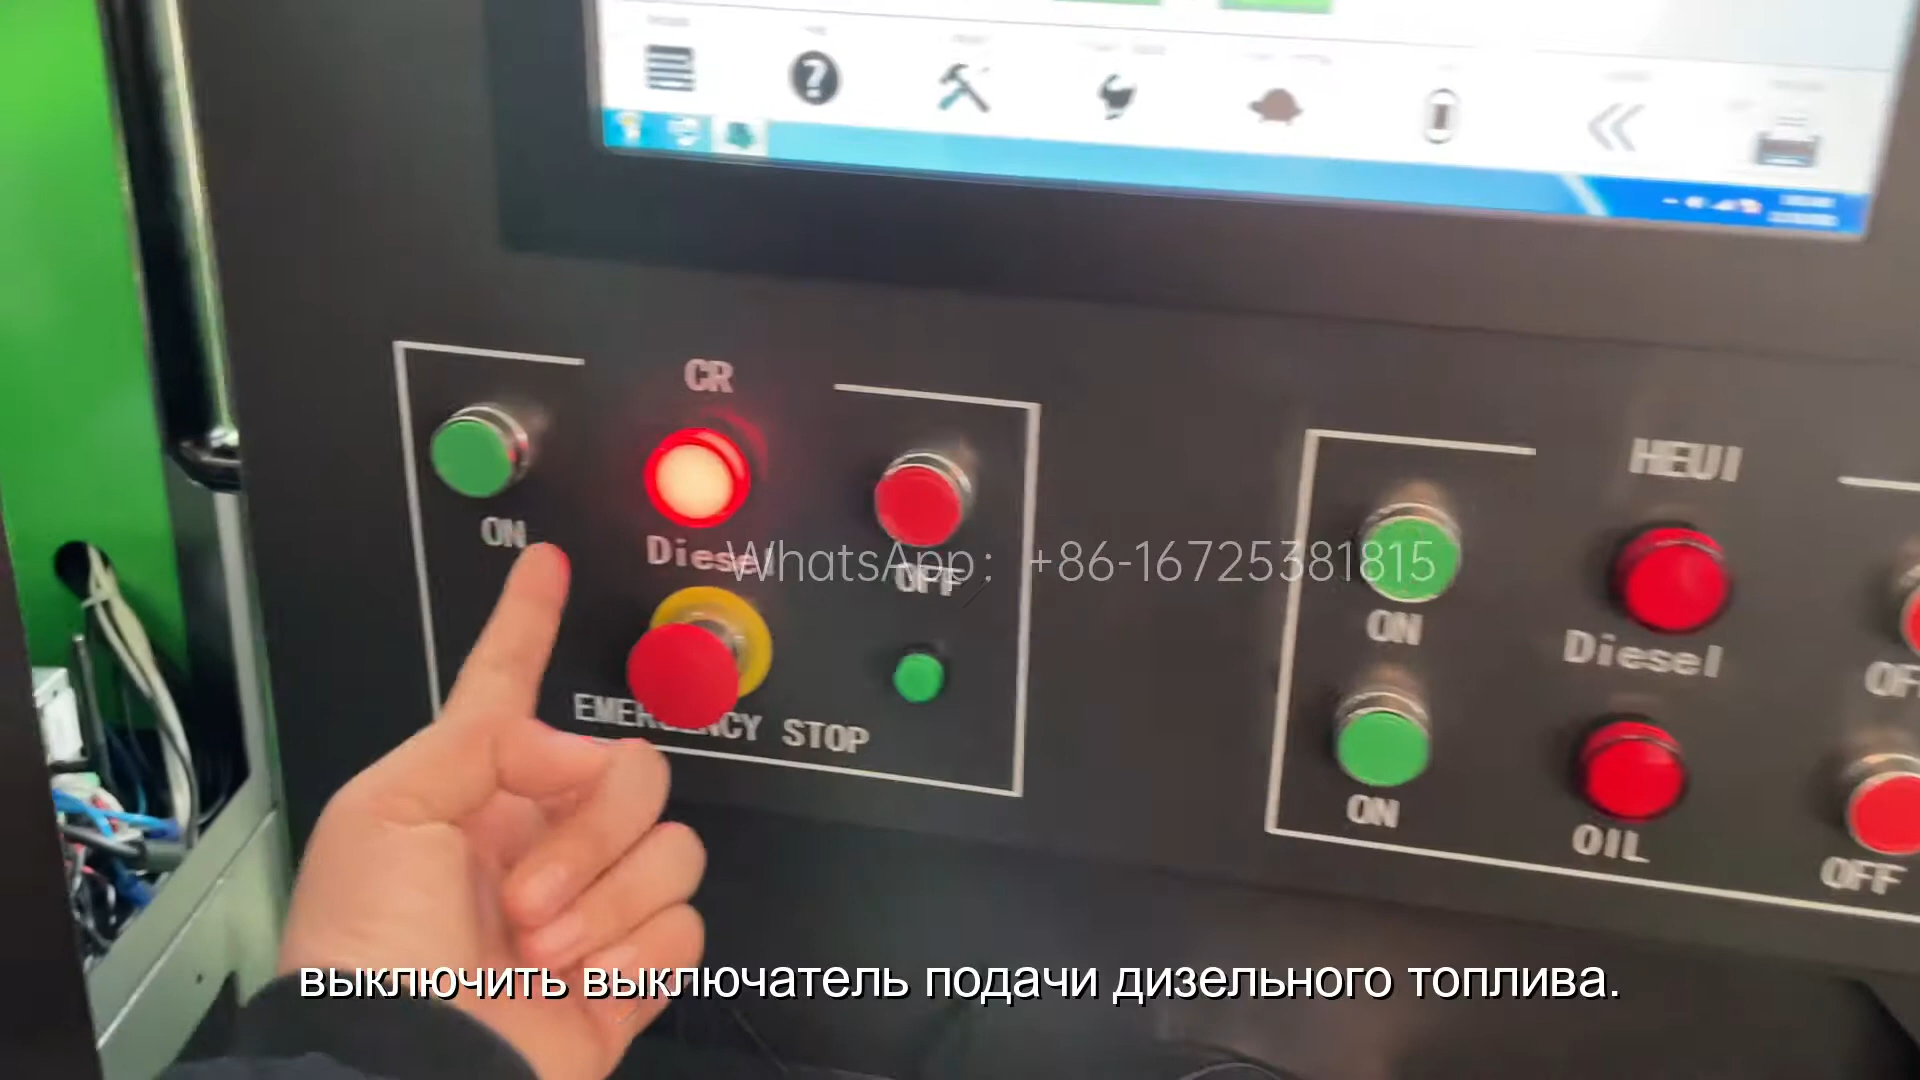 CR
HEUI
ON
Diesel
OFF
WhatsApp: +86-16725381815
ON
Diesel
EMERGENCY STOP
ON
OIL
OFF
выключить выключатель подачи дизельного топлива.